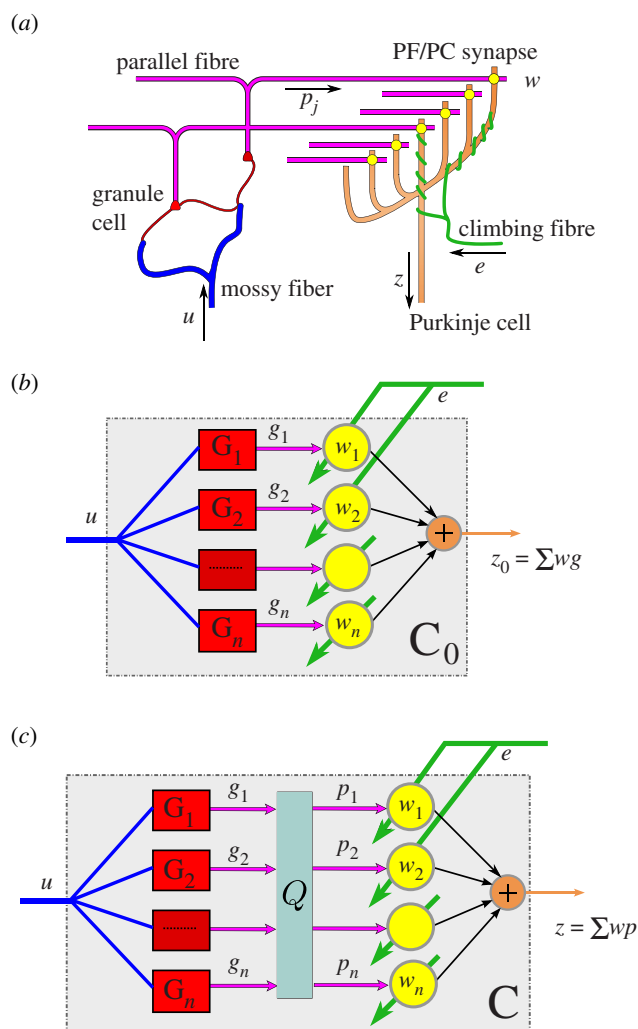 (a)
parallel fibre
PF/PC synapse
p_j
w
granule
cell
climbing fibre
e
z
mossy fiber
u
Purkinje cell
(b)
e
g_1
G_1
w_1
g_2
G_2
w_2
u
+
z_0 = ∑wg
..........
g_n
G_n
w_n
C_0
(c)
e
g_1
p_1
G_1
w_1
g_2
p_2
G_2
w_2
u
Q
+
z = ∑wp
..........
g_n
p_n
G_n
w_n
C